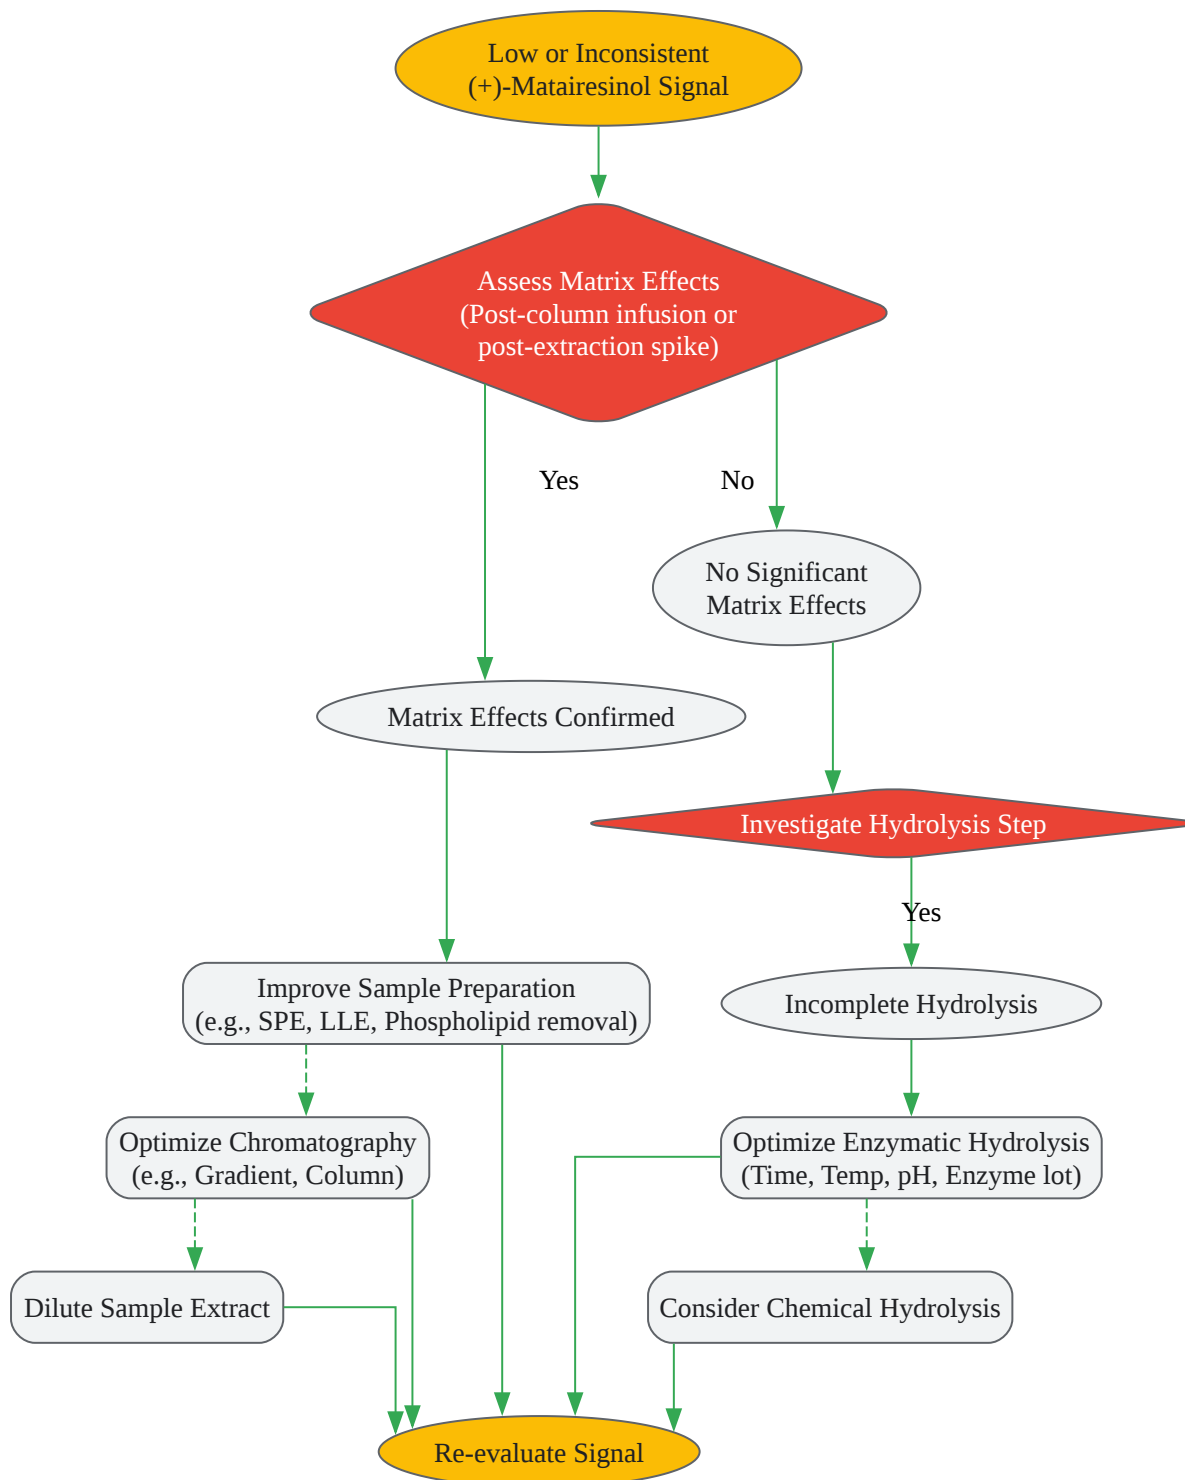 Low or Inconsistent
(+)-Matairesinol Signal
Assess Matrix Effects
(Post-column infusion or
post-extraction spike)
Yes
No
No Significant
Matrix Effects
Matrix Effects Confirmed
Investigate Hydrolysis Step
Yes
Improve Sample Preparation
(e.g., SPE, LLE, Phospholipid removal)
Incomplete Hydrolysis
Optimize Chromatography
(e.g., Gradient, Column)
Optimize Enzymatic Hydrolysis
(Time, Temp, pH, Enzyme lot)
Dilute Sample Extract
Consider Chemical Hydrolysis
Re-evaluate Signal